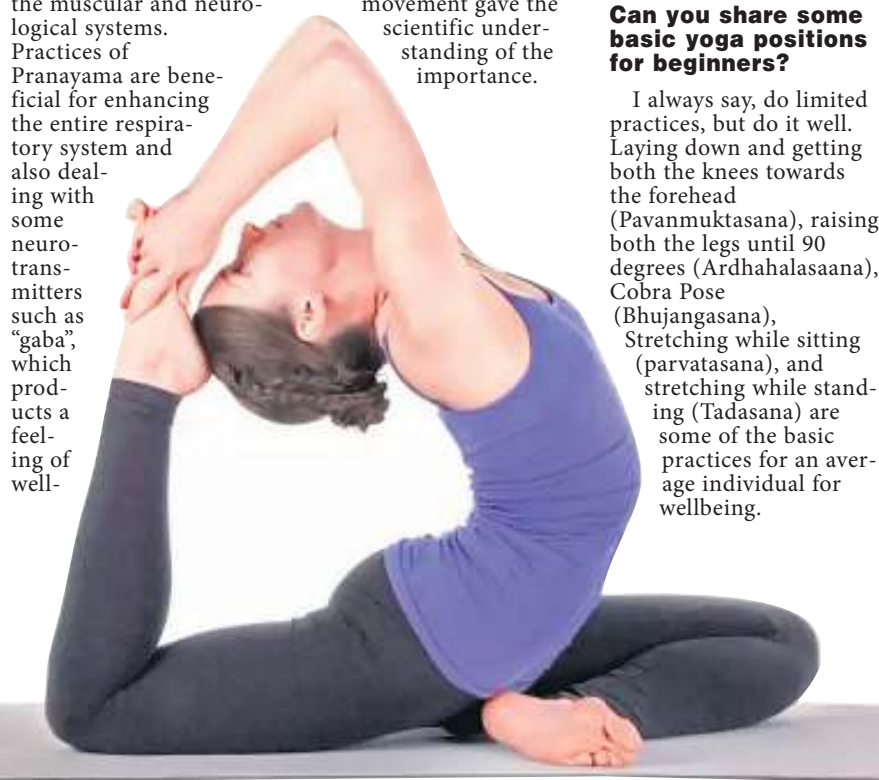 the muscular and neuro-
logical systems.
Practices of
Pranayama are bene-
ficial for enhancing
the entire respira-
tory system and
also deal-
ing with
some
neuro-
trans-
mitters
such as
“gaba”,
which
prod-
ucts a
feel-
ing of
well-
movement gave the
scientific under-
standing of the
importance.
Can you share some
basic yoga positions
for beginners?
I always say, do limited
practices, but do it well.
Laying down and getting
both the knees towards
the forehead
(Pavanmuktasana), raising
both the legs until 90
degrees (Ardhahalasaana),
Cobra Pose
(Bhujangasana),
Stretching while sitting
(parvatasana), and
stretching while stand-
ing (Tadasana) are
some of the basic
practices for an aver-
age individual for
wellbeing.